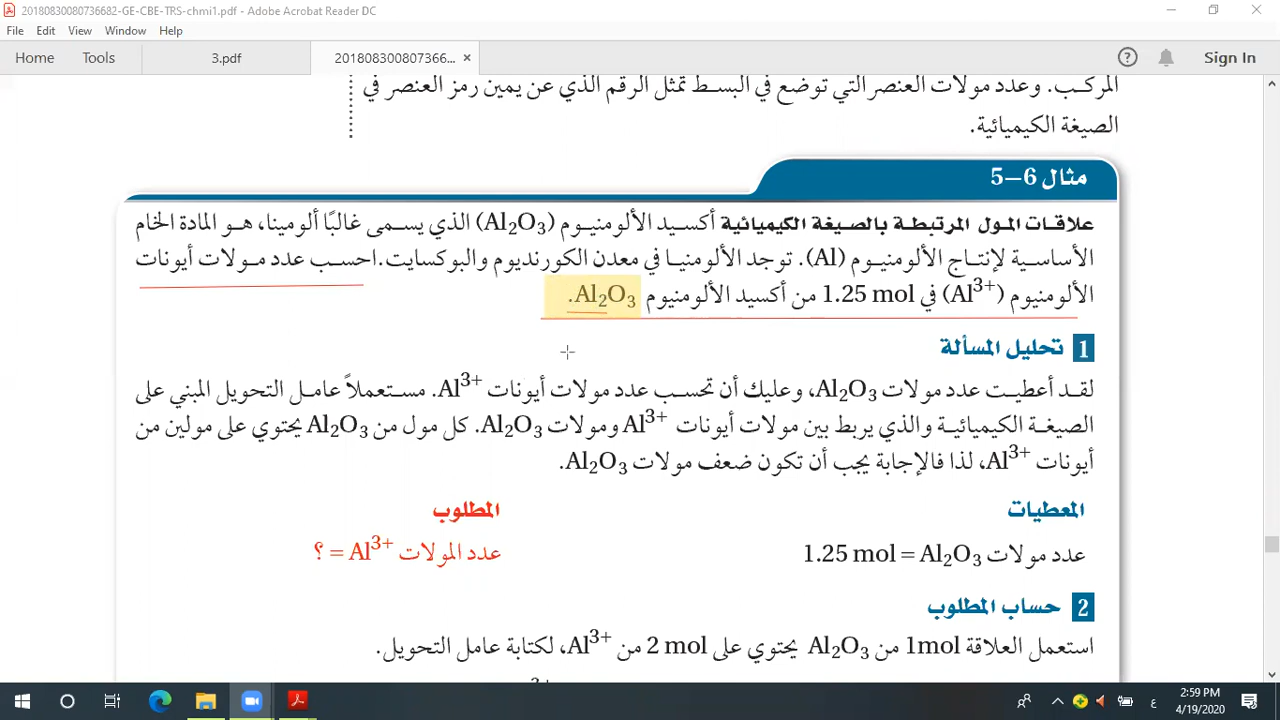 20180830080736682-GE-CBE-TRS-chmi1.pdf - Adobe Acrobat Reader DC
File Edit View Window Help
Home Tools 3.pdf 201808300807366... × Sign In
المركب. وعدد مولات العنصر التي توضع في البسط تمثل الرقم الذي عن يمين رمز العنصر في
الصيغة الكيميائية.
مثال 6–5
علاقات المول المرتبطة بالصيغة الكيميائية أكسيد الألومنيوم (Al₂O₃) الذي يسمى غالبًا ألومينا، هو المادة الخام
الأساسية لإنتاج الألومنيوم (Al). توجد الألومنيا في معدن الكورنديوم والبوكسايت. احسب عدد مولات أيونات
الألومنيوم (Al³⁺) في 1.25 mol من أكسيد الألومنيوم Al₂O₃.
1 تحليل المسألة
لقد أعطيت عدد مولات Al₂O₃، وعليك أن تحسب عدد مولات أيونات Al³⁺. مستعملاً عامل التحويل المبني على
الصيغة الكيميائية والذي يربط بين مولات أيونات Al³⁺ ومولات Al₂O₃. كل مول من Al₂O₃ يحتوي على مولين من
أيونات Al³⁺، لذا فالإجابة يجب أن تكون ضعف مولات Al₂O₃.
المعطيات المطلوب
عدد مولات Al₂O₃ = 1.25 mol عدد المولات Al³⁺ = ؟
2 حساب المطلوب
استعمل العلاقة 1mol من Al₂O₃ يحتوي على 2 mol من Al³⁺، لكتابة عامل التحويل.
ع 2:59 PM
4/19/2020